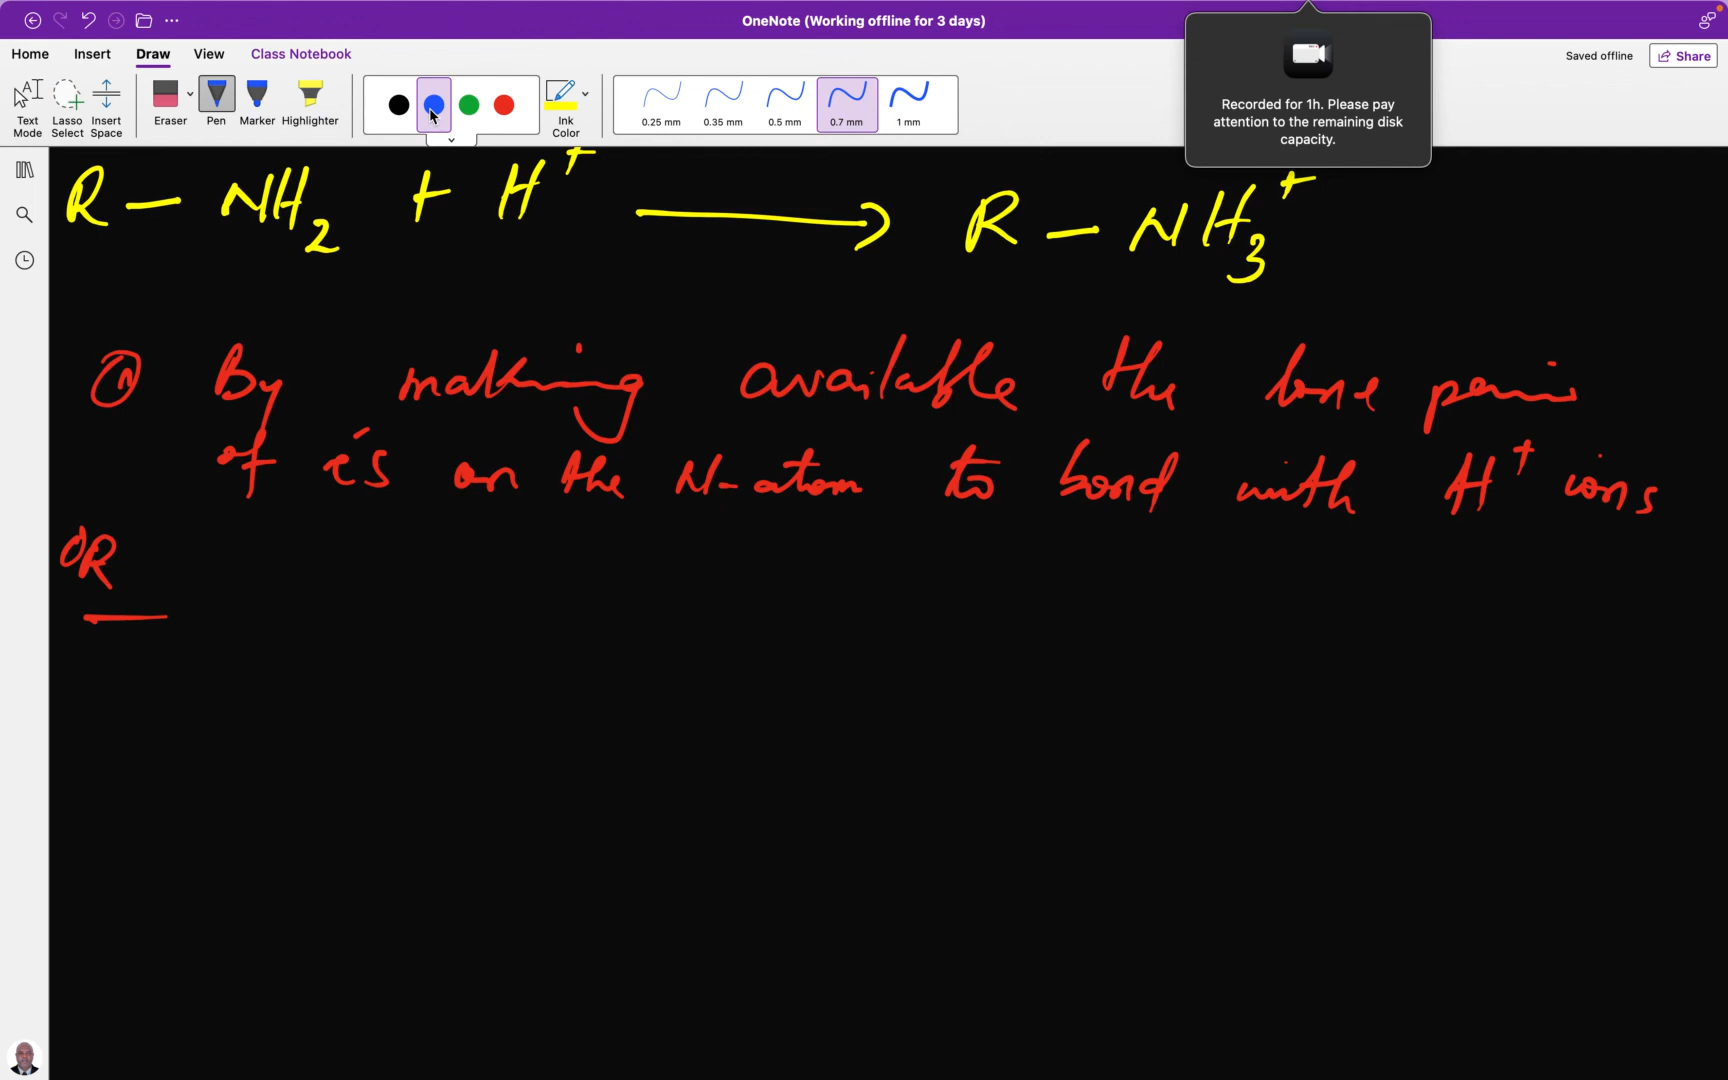 OneNote (Working offline for 3 days)
Home Insert Draw View Class Notebook
Saved offline Share
Text Mode
Lasso Select
Insert Space
Eraser Pen Marker Highlighter
Ink Color
0.25 mm 0.35 mm 0.5 mm 0.7 mm 1 mm
Recorded for 1h. Please pay
attention to the remaining disk
capacity.
R — NH₂ + H⁺ ⟶ R — NH₃⁺
By making available the lone pairs
of és on the N-atom to bond with H⁺ ions
OR